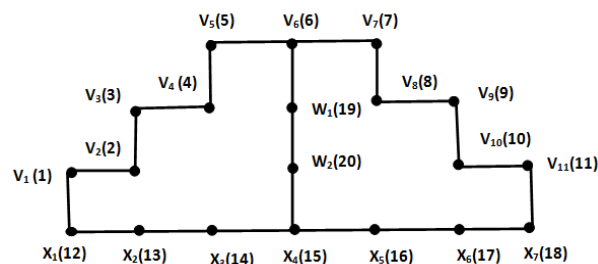 V5(5) V6(6) V7(7)
V4 (4) V8(8)
V3(3) V9(9)
W1(19)
V2(2) V10(10)
W2(20)
V1 (1) V11(11)
X1(12) X2(13) X3(14) X4(15) X5(16) X6(17) X7(18)